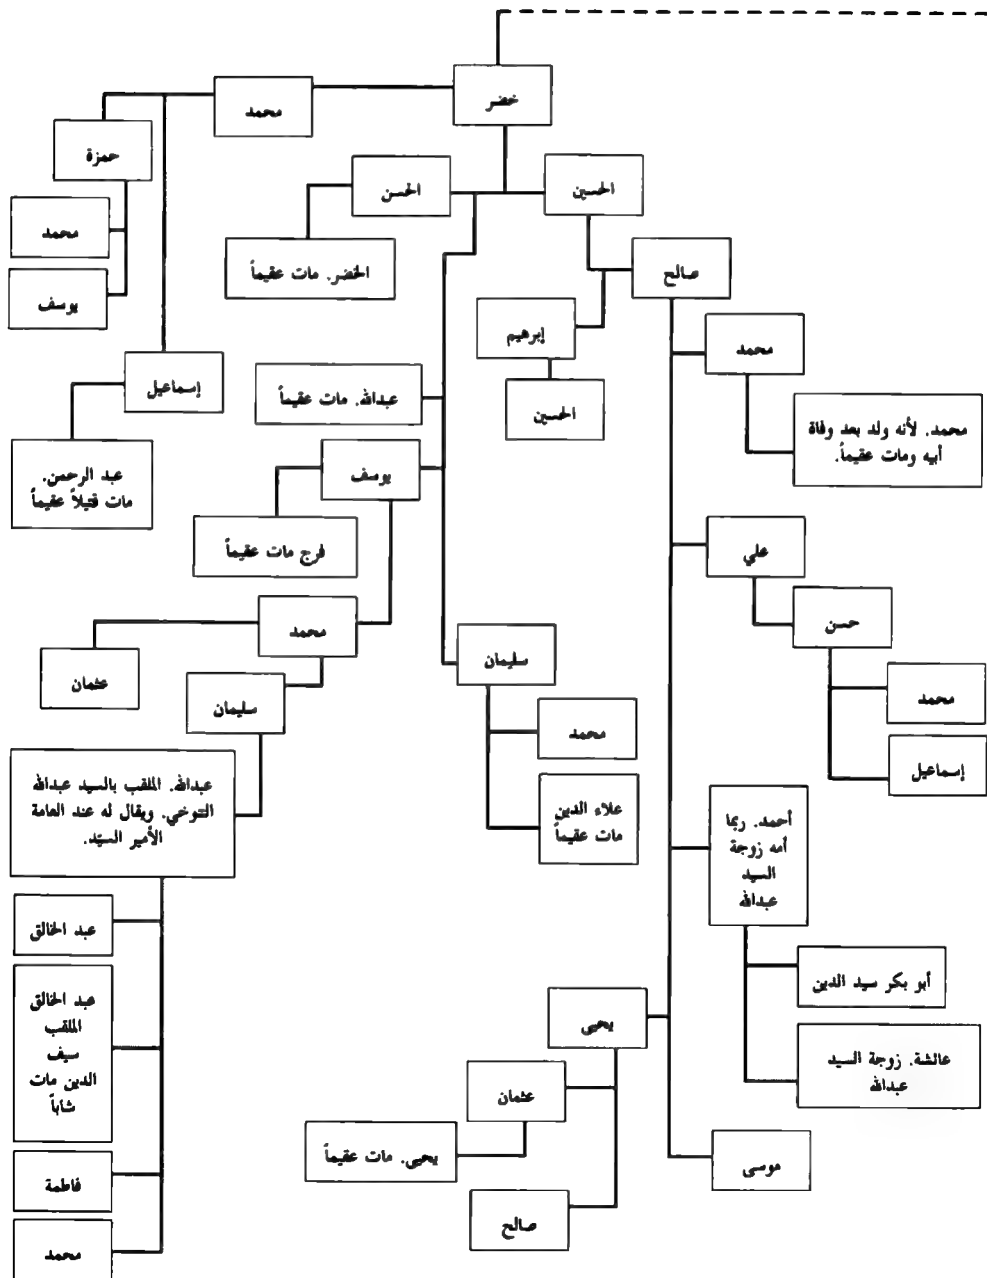 خضر
محمد
حمزة
محمد
يوسف
إسماعيل
عبد الرحمن.
مات قتيلاً عقيماً
الحسن
الخضر. مات عقيماً
الحسين
صالح
إبرهيم
الحسين
محمد
محمد. لأنه ولد بعد وفاة
أبيه ومات عقيماً.
عبدالله. مات عقيماً
يوسف
فرج مات عقيماً
محمد
عثمان
سليمان
عبدالله. الملقب بالسيد عبدالله
التنوخي. ويقال له عند العامة
الأمير السيّد.
عبد الخالق
عبد الخالق
الملقب
سيف
الدين مات
شاباً
فاطمة
محمد
سليمان
محمد
علاء الدين
مات عقيماً
علي
حسن
محمد
إسماعيل
أحمد. ربما
أمه زوجة
السيد
عبدالله
أبو بكر سيد الدين
عائشة. زوجة السيد
عبدالله
يحيى
عثمان
يحيى. مات عقيماً
صالح
موسى